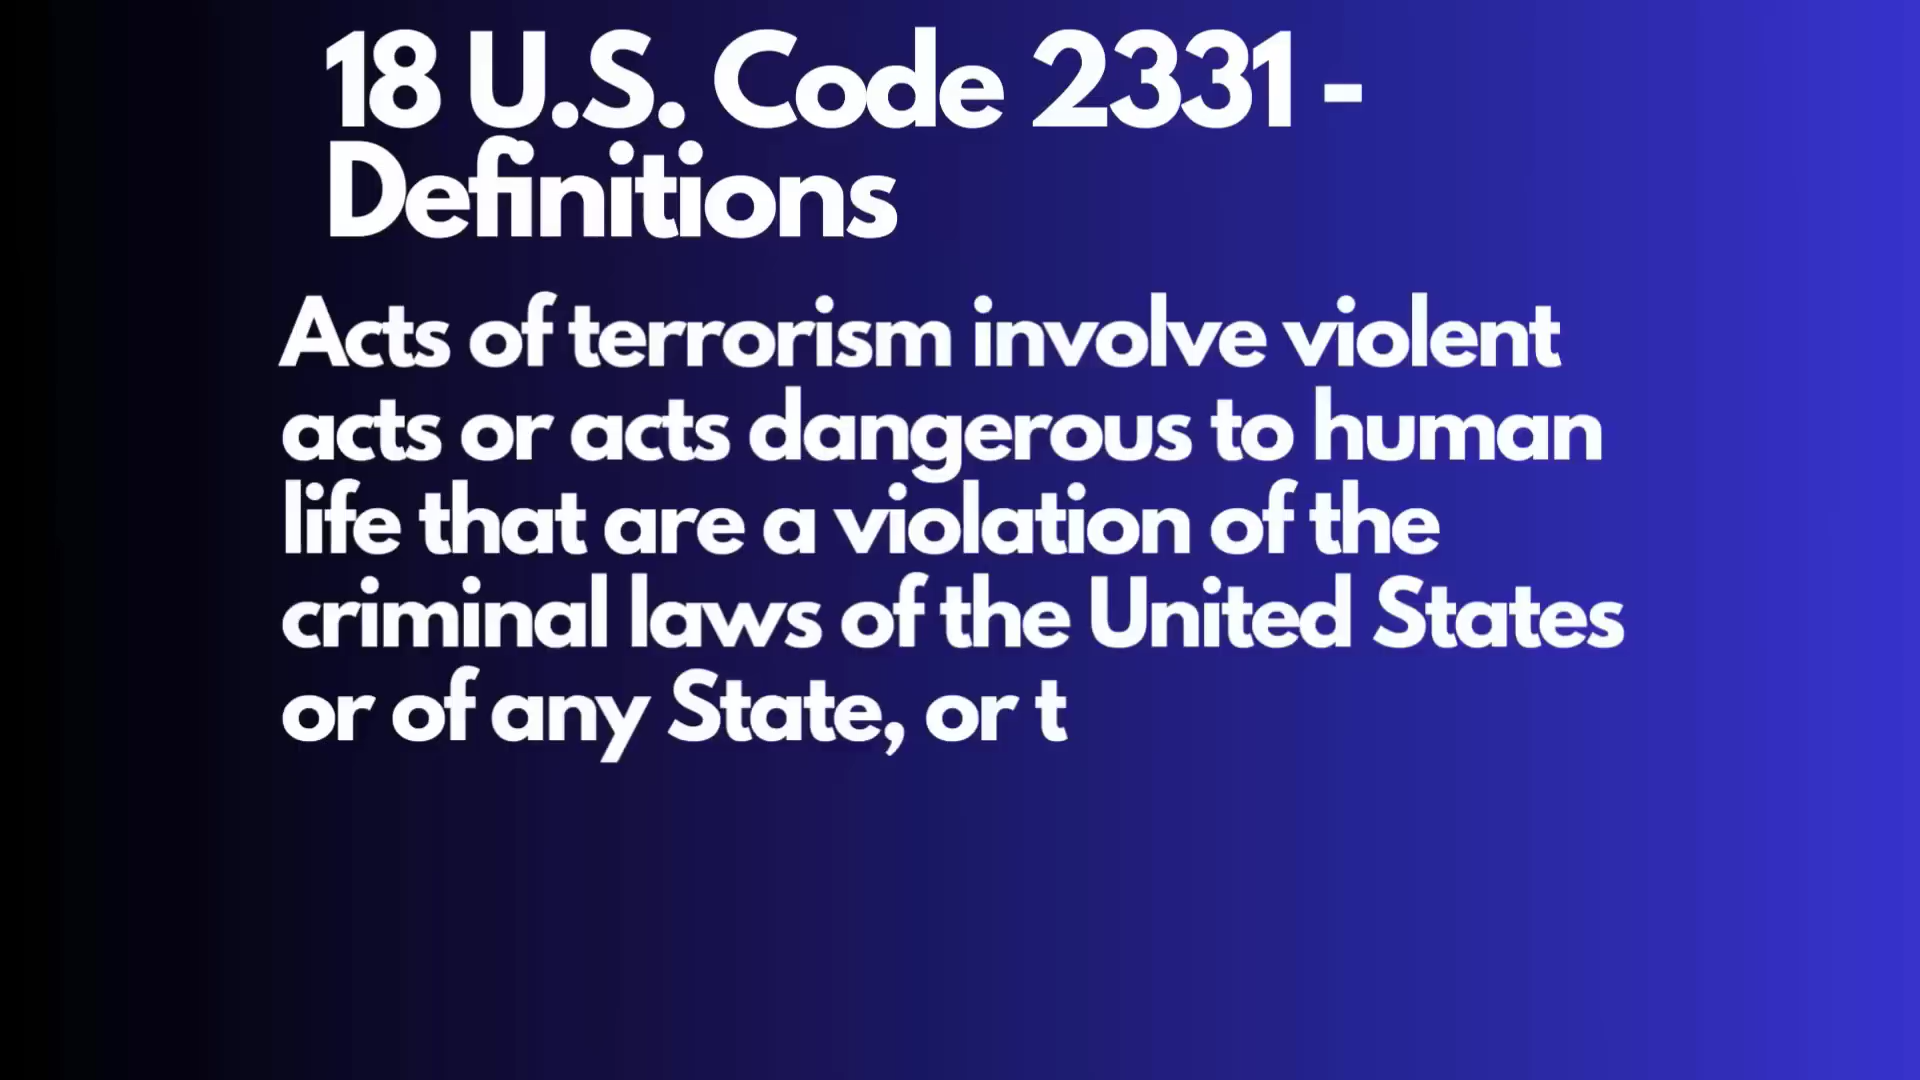 18 U.S. Code 2331 -
Definitions
Acts of terrorism involve violent
acts or acts dangerous to human
life that are a violation of the
criminal laws of the United States
or of any State, or t